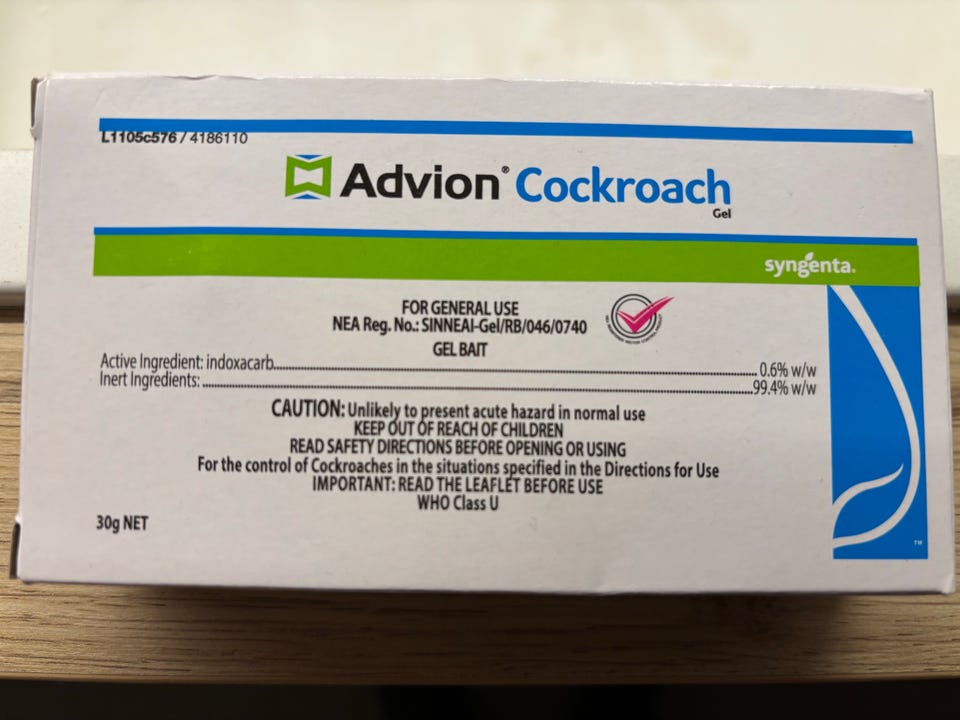 L1105c576 / 4186110
Advion® Cockroach
Gel
syngenta®
FOR GENERAL USE
NEA Reg. No.: SINNEAI-Gel/RB/046/0740
GEL BAIT
Active Ingredient: indoxacarb........................................................................ 0.6% w/w
Inert Ingredients: ........................................................................................99.4% w/w
CAUTION: Unlikely to present acute hazard in normal use
KEEP OUT OF REACH OF CHILDREN
READ SAFETY DIRECTIONS BEFORE OPENING OR USING
For the control of Cockroaches in the situations specified in the Directions for Use
IMPORTANT: READ THE LEAFLET BEFORE USE
WHO Class U
30g NET
TM